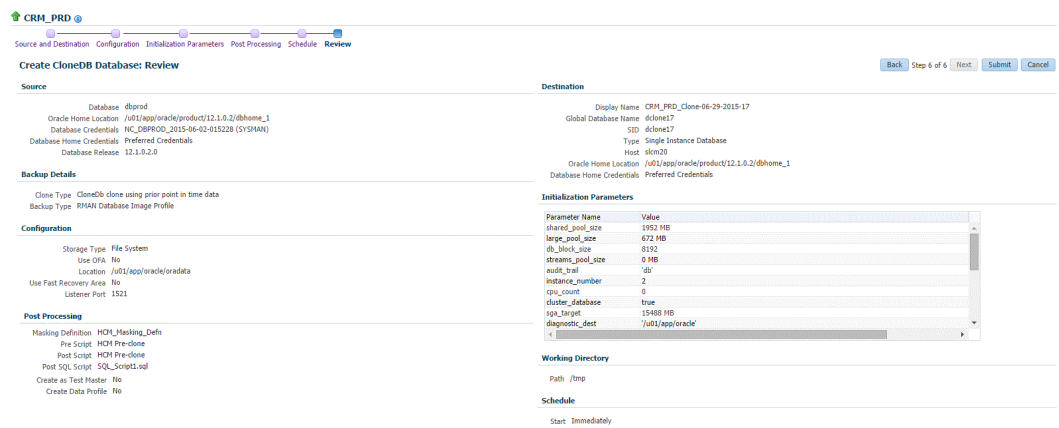 CRM_PRD
Source and Destination Configuration Initialization Parameters Post Processing Schedule Review
Create CloneDB Database: Review
Back Step 6 of 6 Next Submit Cancel
Source
Database dbprod
Oracle Home Location /u01/app/oracle/product/12.1.0.2/dbhome_1
Database Credentials NC_DBPROD_2015-06-02-015228 (SYSMAN)
Database Home Credentials Preferred Credentials
Database Release 12.1.0.2.0
Backup Details
Clone Type CloneDb clone using prior point in time data
Backup Type RMAN Database Image Profile
Configuration
Storage Type File System
Use OFA No
Location /u01/app/oracle/oradata
Use Fast Recovery Area No
Listener Port 1521
Post Processing
Masking Definition HCM_Masking_Defn
Pre Script HCM Pre-clone
Post Script HCM Pre-clone
Post SQL Script SQL_Script1.sql
Create as Test Master No
Create Data Profile No
Destination
Display Name CRM_PRD_Clone-06-29-2015-17
Global Database Name dclone17
SID dclone17
Type Single Instance Database
Host slcm20
Oracle Home Location /u01/app/oracle/product/12.1.0.2/dbhome_1
Database Home Credentials Preferred Credentials
Initialization Parameters
Parameter Name Value
shared_pool_size 1952 MB
large_pool_size 672 MB
db_block_size 8192
streams_pool_size 0 MB
audit_trail 'db'
instance_number 2
cpu_count 0
cluster_database true
sga_target 15488 MB
diagnostic_dest '/u01/app/oracle'
Working Directory
Path /tmp
Schedule
Start Immediately